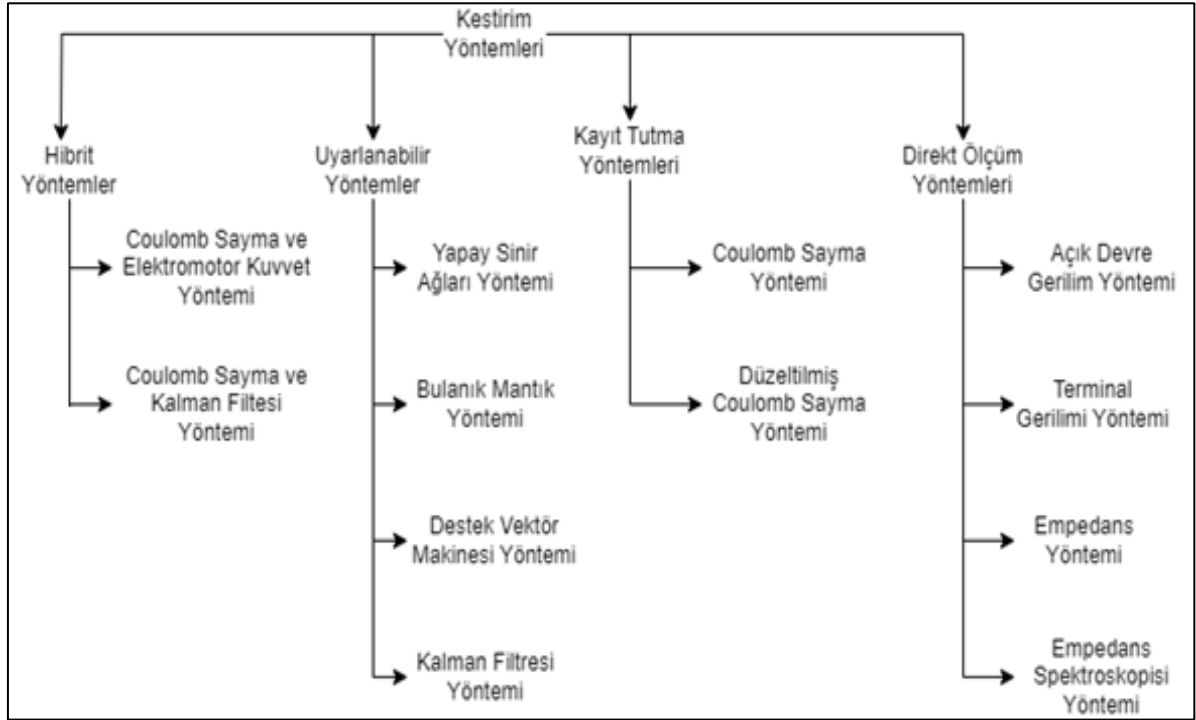 Kestirim
Yöntemleri
Hibrit
Yöntemler
Coulomb Sayma ve
Elektromotor Kuvvet
Yöntemi
Coulomb Sayma ve
Kalman Filtesi
Yöntemi
Uyarlanabilir
Yöntemler
Yapay Sinir
Ağları Yöntemi
Bulanık Mantık
Yöntemi
Destek Vektör
Makinesi Yöntemi
Kalman Filtresi
Yöntemi
Kayıt Tutma
Yöntemleri
Coulomb Sayma
Yöntemi
Düzeltilmiş
Coulomb Sayma
Yöntemi
Direkt Ölçüm
Yöntemleri
Açık Devre
Gerilim Yöntemi
Terminal
Gerilimi Yöntemi
Empedans
Yöntemi
Empedans
Spektroskopisi
Yöntemi